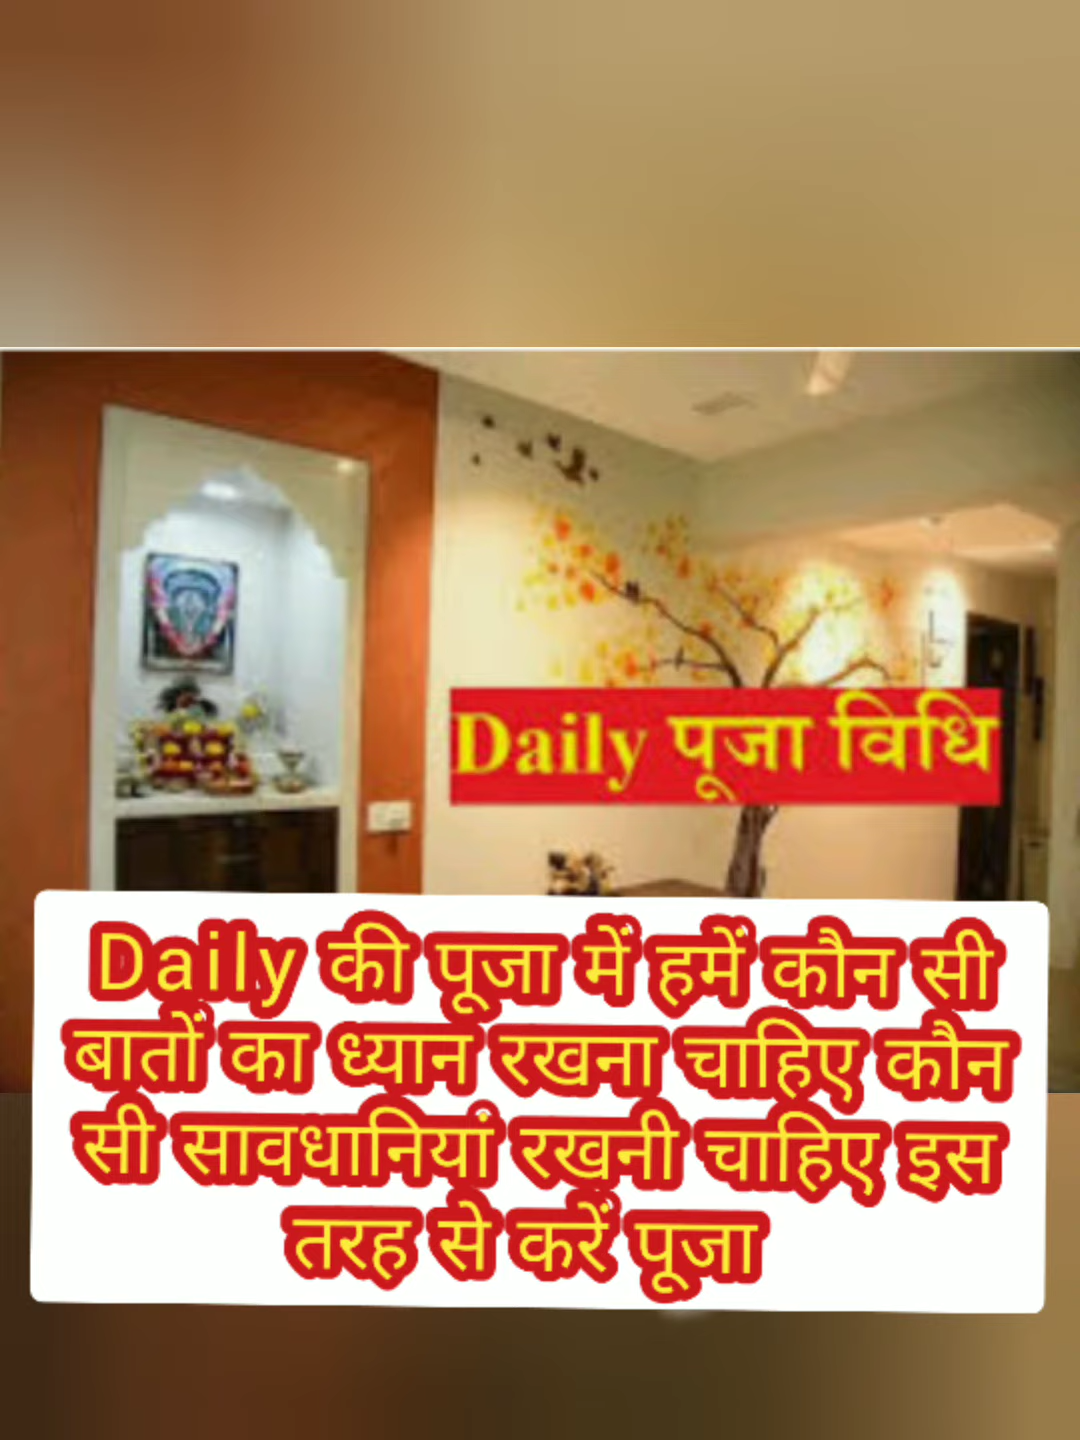 Daily पूजा विधि
Daily की पूजा में हमें कौन सी
बातों का ध्यान रखना चाहिए कौन
सी सावधानियां रखनी चाहिए इस
तरह से करें पूजा